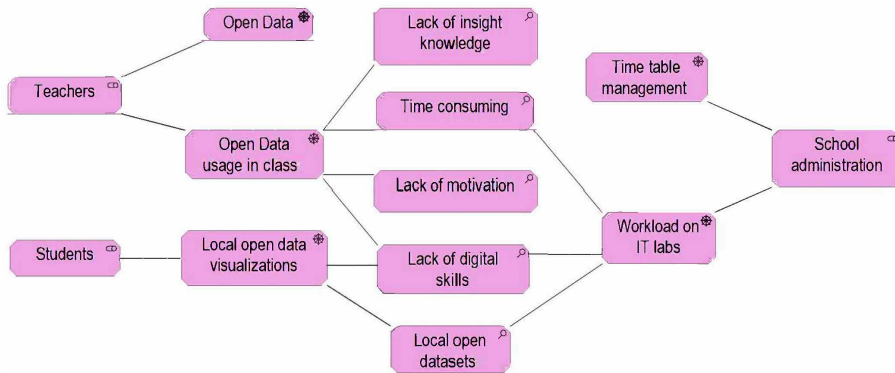 Open Data
Lack of insight
knowledge
Time table
management
Teachers
Time consuming
Open Data
usage in class
School
administration
Lack of motivation
Workload on
IT labs
Students
Local open data
visualizations
Lack of digital
skills
Local open
datasets